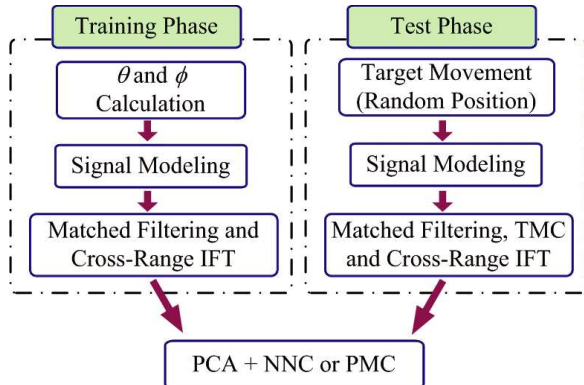 Training Phase
θ and ϕ
Calculation
Signal Modeling
Matched Filtering and
Cross-Range IFT
Test Phase
Target Movement
(Random Position)
Signal Modeling
Matched Filtering, TMC
and Cross-Range IFT
PCA + NNC or PMC